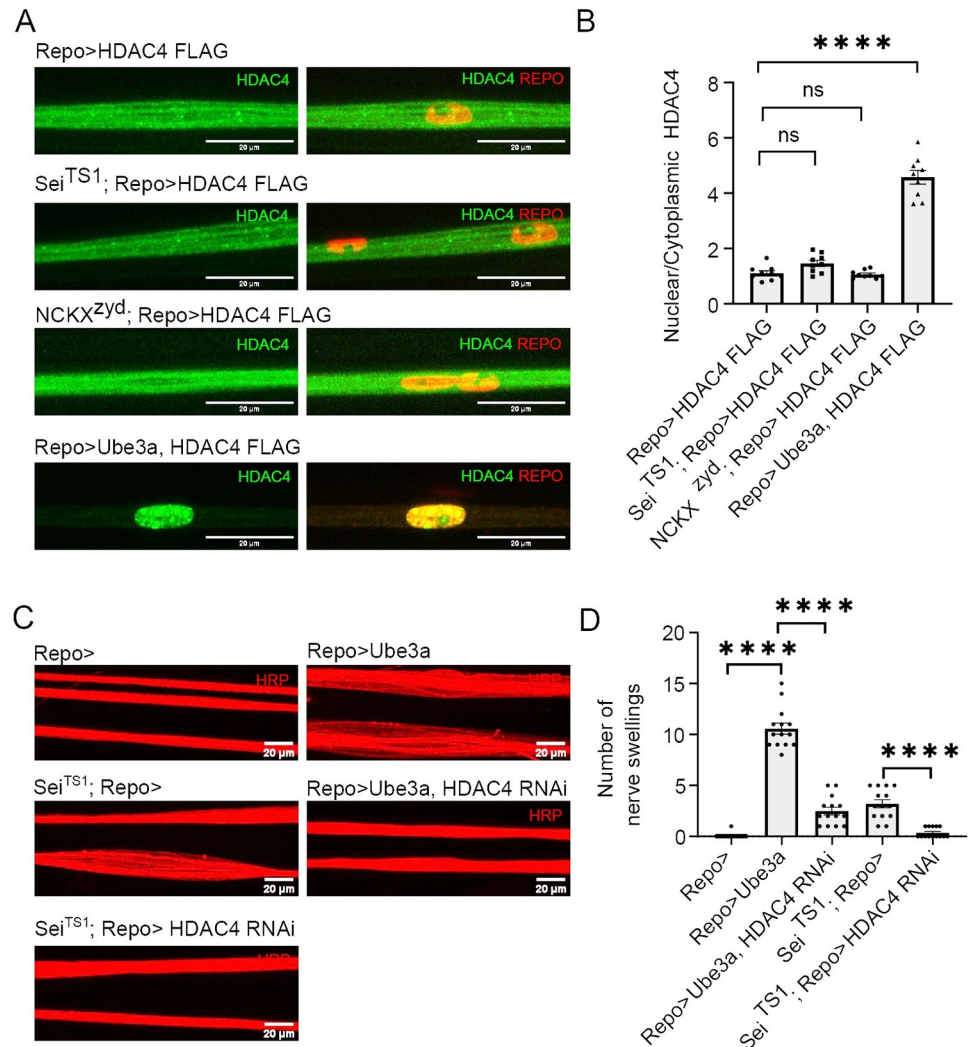 A
Repo>HDAC4 FLAG
HDAC4
20 µm
HDAC4 REPO
20 µm
Sei^TS1; Repo>HDAC4 FLAG
HDAC4
20 µm
HDAC4 REPO
20 µm
NCKX^zyd; Repo>HDAC4 FLAG
HDAC4
20 µm
HDAC4 REPO
20 µm
Repo>Ube3a, HDAC4 FLAG
HDAC4
20 µm
HDAC4 REPO
20 µm
B
****
ns
ns
Nuclear/Cytoplasmic HDAC4
8
6
4
2
0
Repo> HDAC4 FLAG
Sei TS1; Repo> HDAC4 FLAG
NCKX zyd; Repo> HDAC4 FLAG
Repo> Ube3a, HDAC4 FLAG
C
Repo>
HRP
20 µm
Repo>Ube3a
HRP
20 µm
Sei^TS1; Repo>
20 µm
Repo>Ube3a, HDAC4 RNAi
HRP
20 µm
Sei^TS1; Repo> HDAC4 RNAi
HRP
20 µm
D
****
****
****
Number of
nerve swellings
20
15
10
5
0
Repo>
Repo> Ube3a
Repo> Ube3a, HDAC4 RNAi
Sei TS1; Repo>
Sei TS1; Repo> HDAC4 RNAi